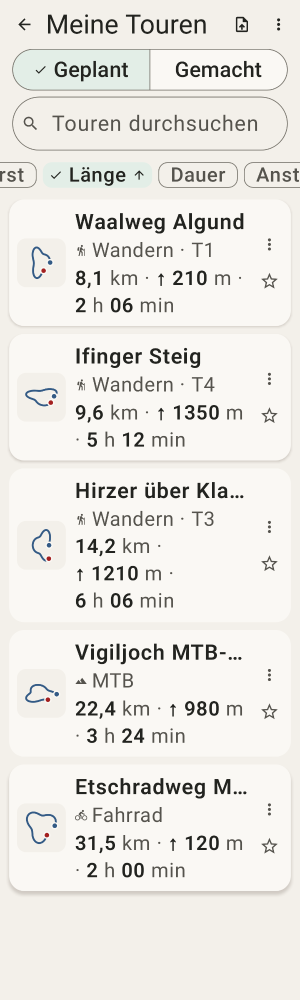 Meine Touren
Geplant
Gemacht
Touren durchsuchen
rst
Länge ↑
Dauer
Anst
Waalweg Algund
Wandern · T1
8,1 km · ↑ 210 m ·
2 h 06 min
Ifinger Steig
Wandern · T4
9,6 km · ↑ 1350 m
· 5 h 12 min
Hirzer über Kla…
Wandern · T3
14,2 km ·
↑ 1210 m ·
6 h 06 min
Vigiljoch MTB-…
MTB
22,4 km · ↑ 980 m
· 3 h 24 min
Etschradweg M…
Fahrrad
31,5 km · ↑ 120 m
· 2 h 00 min